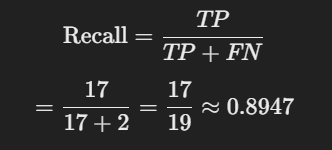 Recall = TP / (TP + FN)
= 17 / (17 + 2) = 17 / 19 ≈ 0.8947